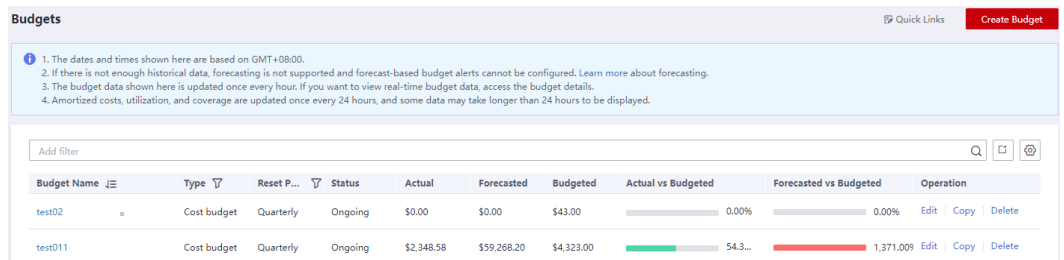 Budgets
Quick Links
Create Budget
1. The dates and times shown here are based on GMT+08:00.
2. If there is not enough historical data, forecasting is not supported and forecast-based budget alerts cannot be configured. Learn more about forecasting.
3. The budget data shown here is updated once every hour. If you want to view real-time budget data, access the budget details.
4. Amortized costs, utilization, and coverage are updated once every 24 hours, and some data may take longer than 24 hours to be displayed.
Add filter
Budget Name Type Reset P... Status Actual Forecasted Budgeted Actual vs Budgeted Forecasted vs Budgeted Operation
test02 Cost budget Quarterly Ongoing $0.00 $0.00 $43.00 0.00% 0.00% Edit Copy Delete
test011 Cost budget Quarterly Ongoing $2,348.58 $59,268.20 $4,323.00 54.3... 1,371.00% Edit Copy Delete